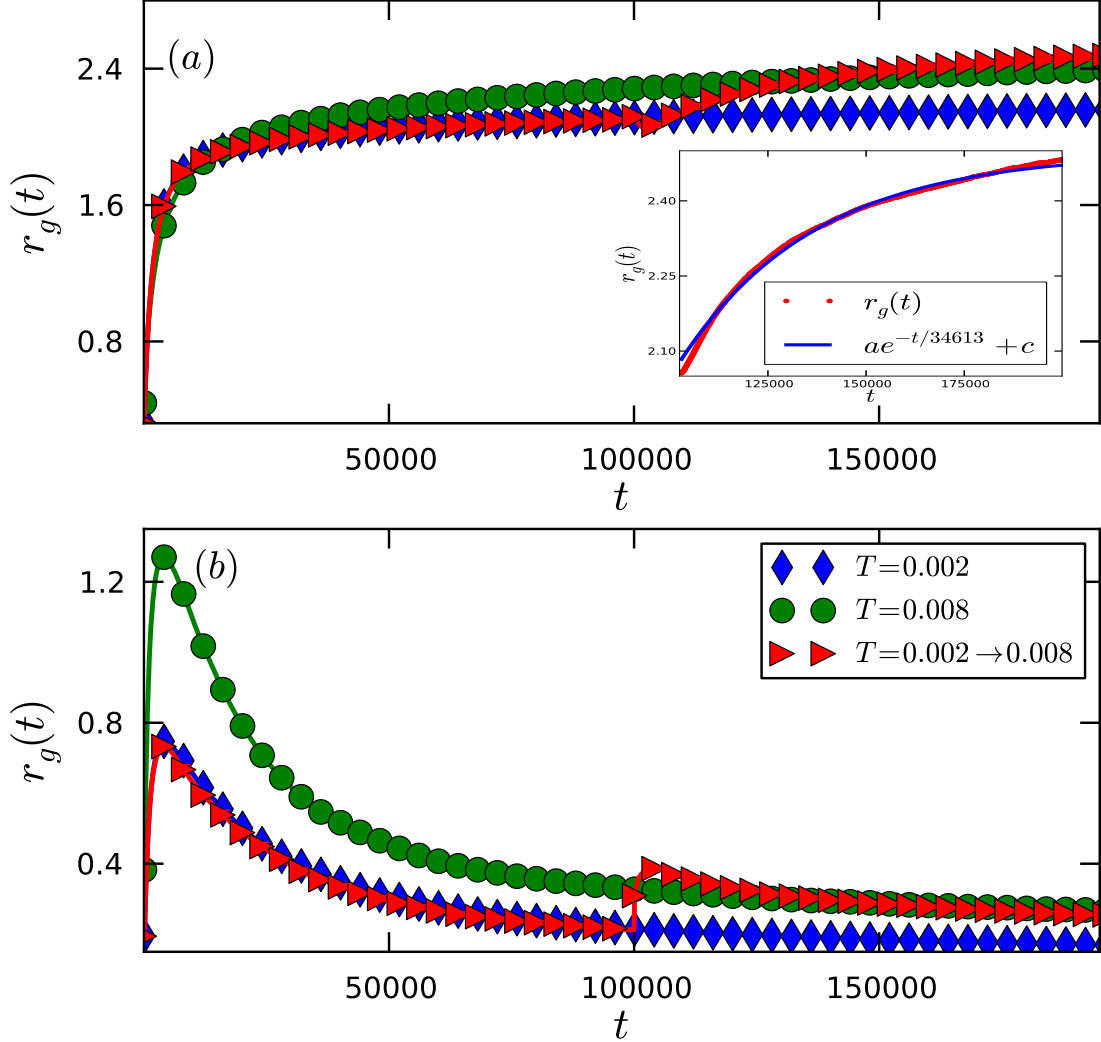 (a)
2.4
1.6
0.8
r_g(t)
2.40
2.25
2.10
r_g(t)
r_g(t)
ae^{-t/34613} + c
125000 150000 175000
t
50000 100000 150000
t
(b)
1.2
0.8
0.4
r_g(t)
T=0.002
T=0.008
T=0.002→0.008
50000 100000 150000
t